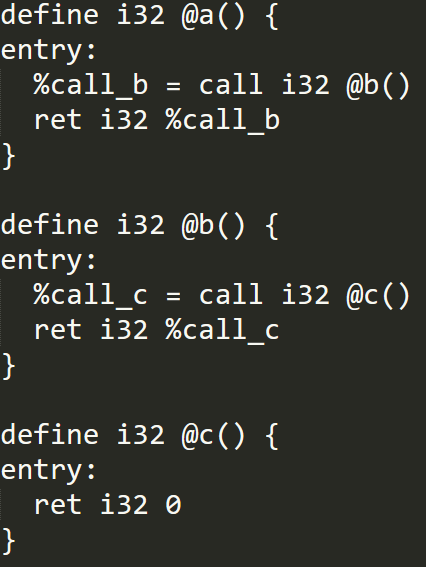 define i32 @a() {
entry:
  %call_b = call i32 @b()
  ret i32 %call_b
}

define i32 @b() {
entry:
  %call_c = call i32 @c()
  ret i32 %call_c
}

define i32 @c() {
entry:
  ret i32 0
}